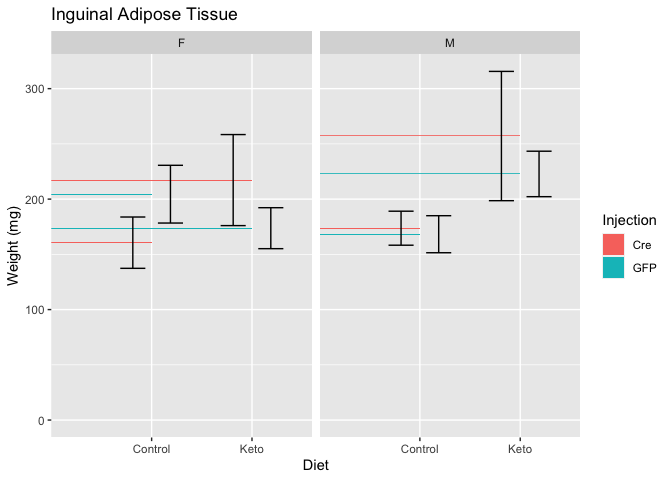 Inguinal Adipose Tissue
F
M
300
200
100
0
Weight (mg)
Control
Keto
Control
Keto
Diet
Injection
Cre
GFP